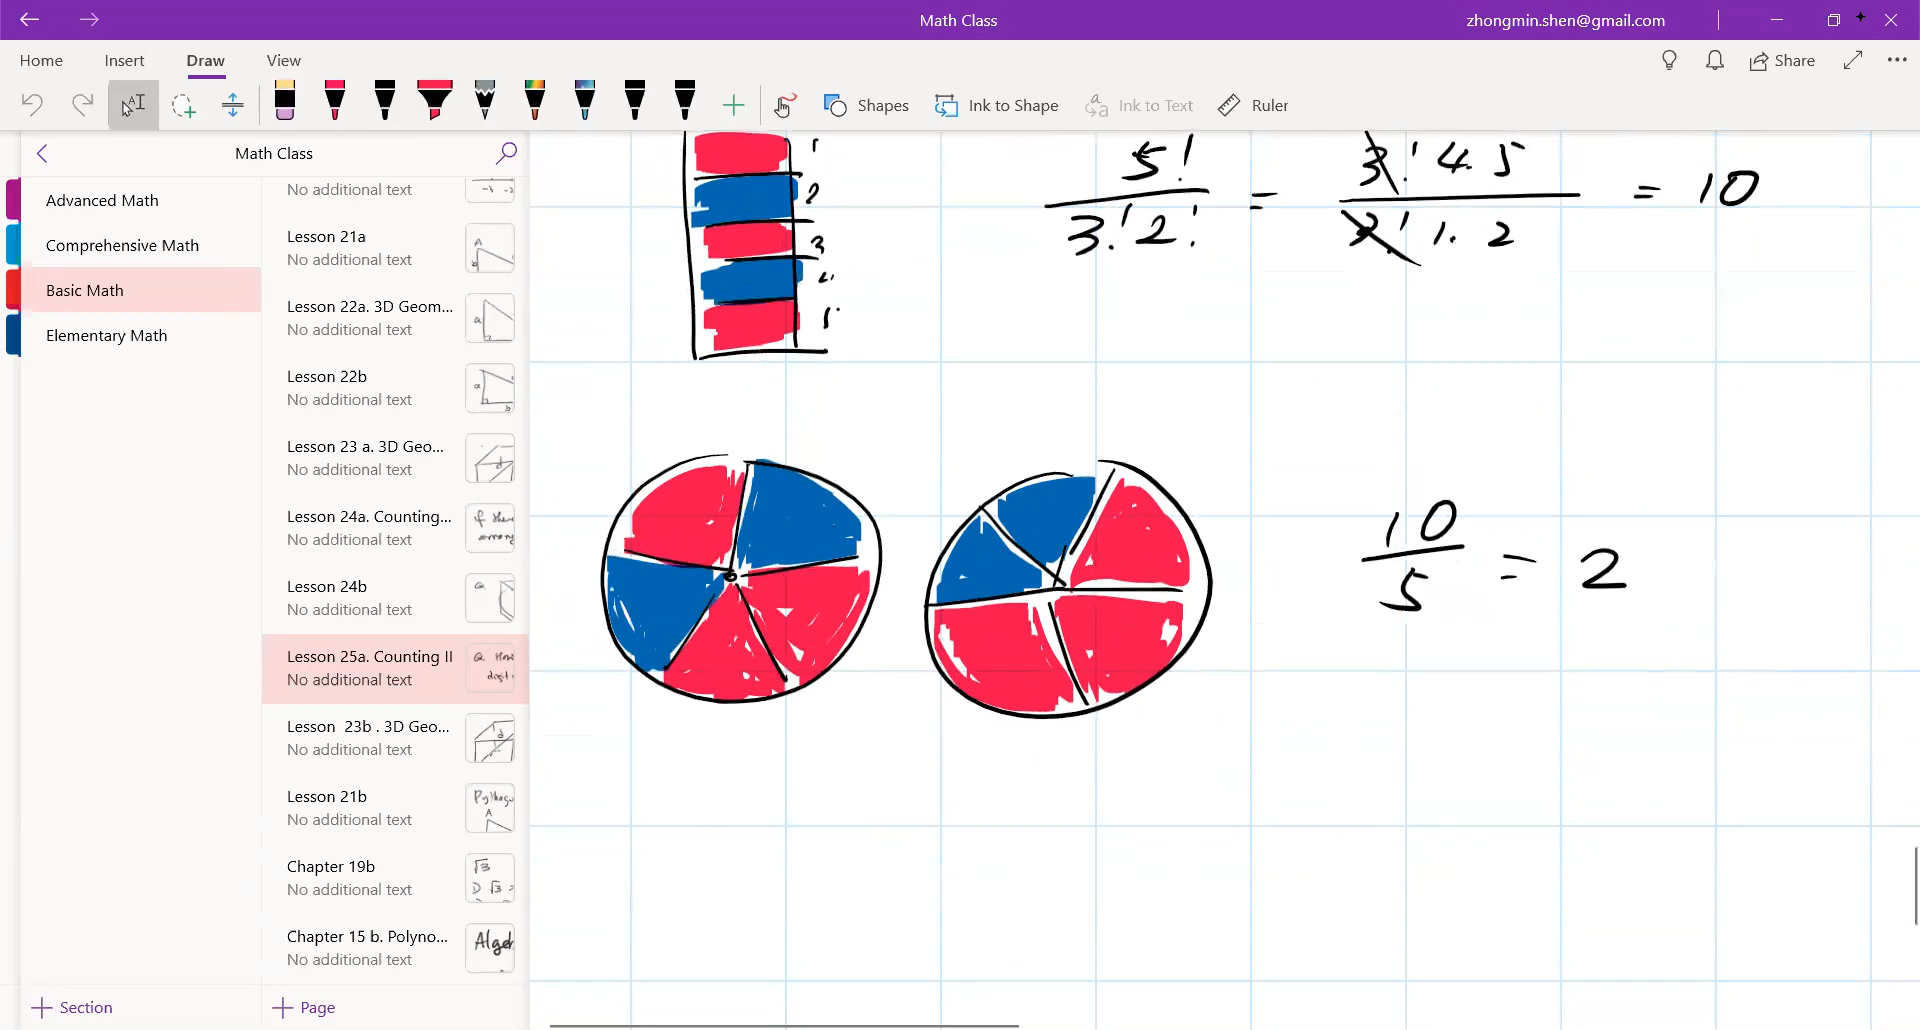 Math Class
zhongmin.shen@gmail.com
Home
Insert
Draw
View
Share
Shapes
Ink to Shape
Ink to Text
Ruler
Math Class
Advanced Math
Comprehensive Math
Basic Math
Elementary Math
No additional text
Lesson 21a
No additional text
Lesson 22a. 3D Geom...
No additional text
Lesson 22b
No additional text
Lesson 23 a. 3D Geo...
No additional text
Lesson 24a. Counting...
No additional text
Lesson 24b
No additional text
Lesson 25a. Counting II
No additional text
Lesson 23b . 3D Geo...
No additional text
Lesson 21b
No additional text
Chapter 19b
No additional text
Chapter 15 b. Polyno...
No additional text
Section
Page
1
2
3
5! / 3! 2! = 3! 4. 5 / 3! 1. 2 = 10
10 / 5 = 2